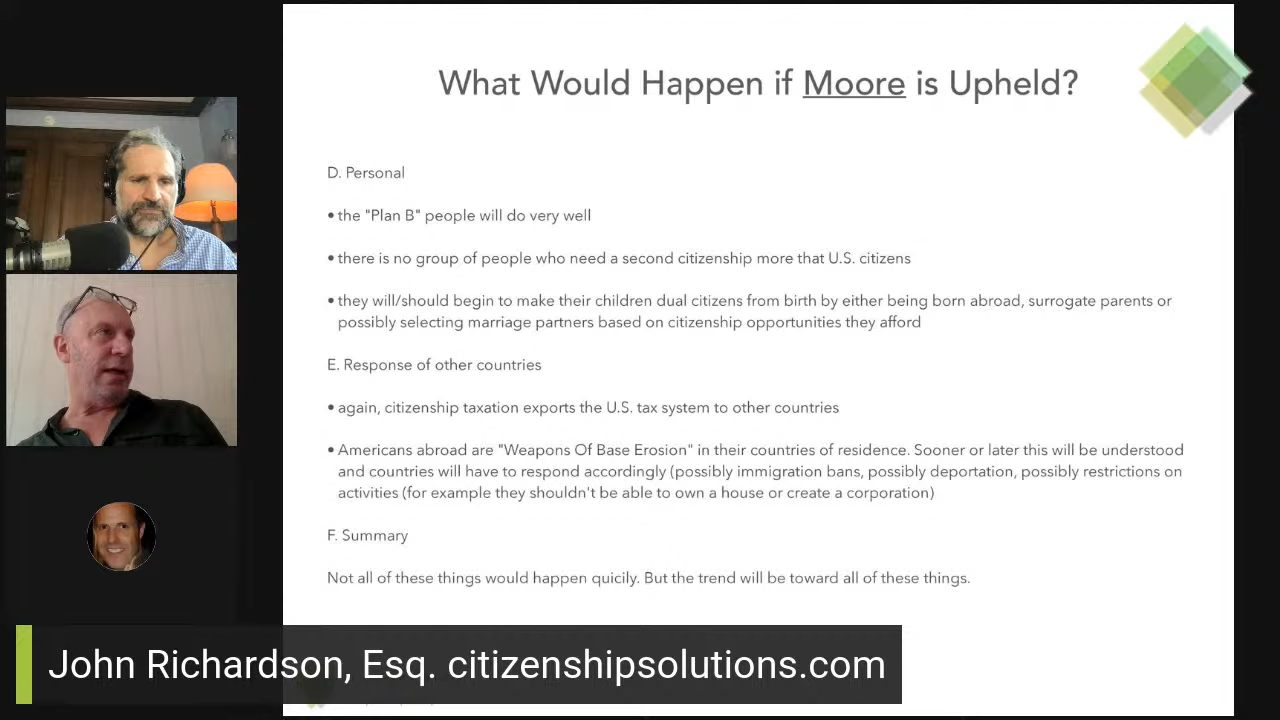 What Would Happen if Moore is Upheld?
D. Personal
• the "Plan B" people will do very well
• there is no group of people who need a second citizenship more that U.S. citizens
• they will/should begin to make their children dual citizens from birth by either being born abroad, surrogate parents or
possibly selecting marriage partners based on citizenship opportunities they afford
E. Response of other countries
• again, citizenship taxation exports the U.S. tax system to other countries
• Americans abroad are "Weapons Of Base Erosion" in their countries of residence. Sooner or later this will be understood
and countries will have to respond accordingly (possibly immigration bans, possibly deportation, possibly restrictions on
activities (for example they shouldn't be able to own a house or create a corporation)
F. Summary
Not all of these things would happen quicily. But the trend will be toward all of these things.
John Richardson, Esq. citizenshipsolutions.com